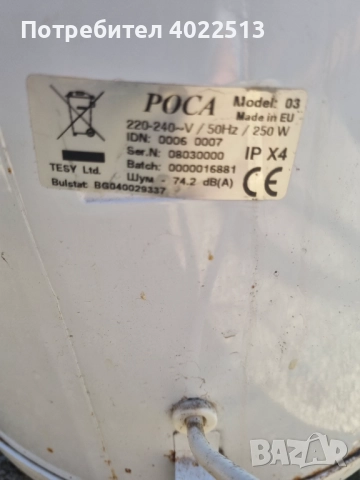 Потребител 4022513
РОСА Model: 03
Made in EU
220-240~V / 50Hz / 250 W
IDN: 0006 0007
Ser.N: 08030000 IP X4
Batch: 0000016881
TESY Ltd. Шум - 74.2 dB(A) CE
Bulstat: BG040029337
BAZAR